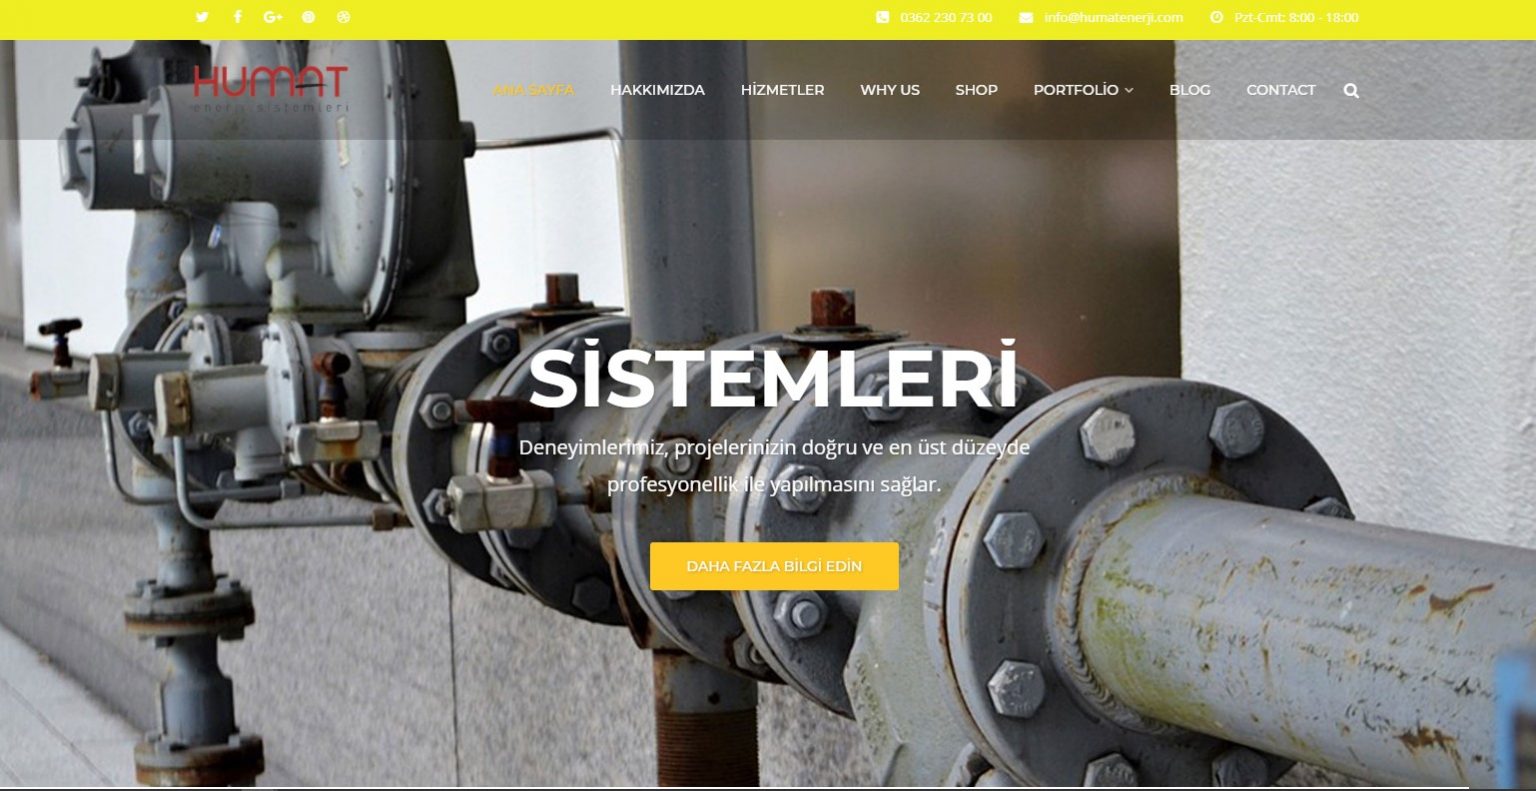 0362 230 73 00 info@humatenerji.com Pzt-Cmt: 8:00 - 18:00
HUMAT
enerji sistemleri
ANA SAYFA HAKKIMIZDA HİZMETLER WHY US SHOP PORTFOLİO BLOG CONTACT
SİSTEMLERİ
Deneyimlerimiz, projelerinizin doğru ve en üst düzeyde
profesyonellik ile yapılmasını sağlar.
DAHA FAZLA BİLGİ EDİN